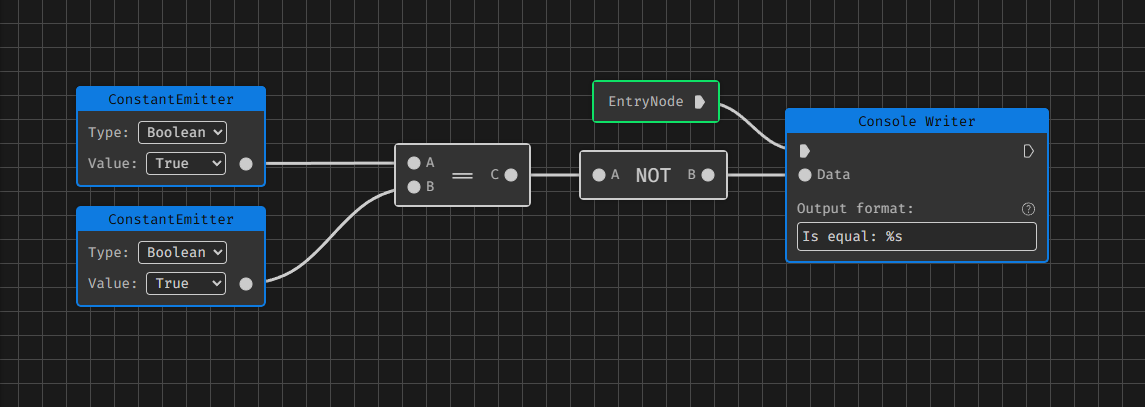 ConstantEmitter
Type: Boolean
Value: True
ConstantEmitter
Type: Boolean
Value: True
A
B
==
C
EntryNode
A NOT B
Console Writer
Data
Output format: ?
Is equal: %s